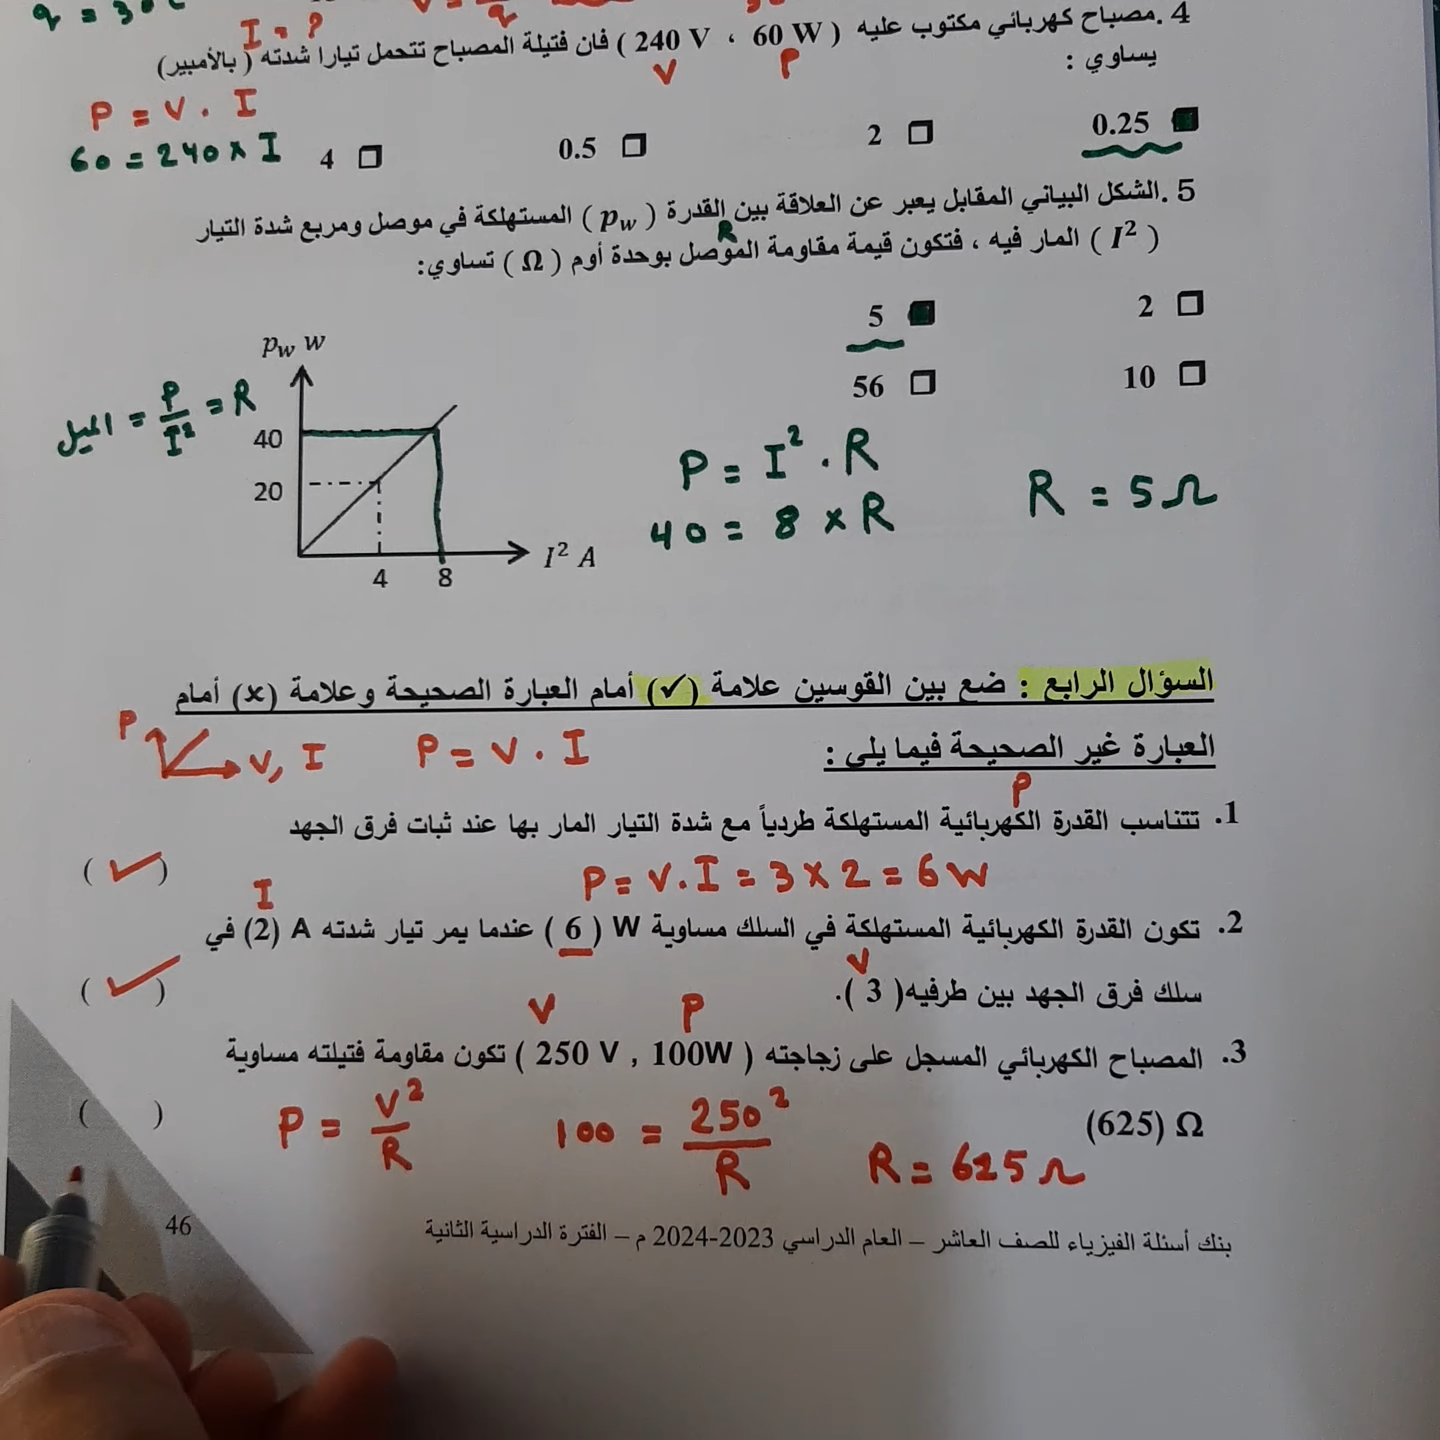 q = 30 C
I = ?
4. مصباح كهربائي مكتوب عليه ( 240 V ، 60 W ) فان فتيلة المصباح تتحمل تيارا شدته ( بالأمبير)
يساوي :
V
P
P = V . I
60 = 240 x I
0.25
2
0.5
4
5. الشكل البياني المقابل يعبر عن العلاقة بين القدرة ( pw ) المستهلكة في موصل ومربع شدة التيار
R
( I² ) المار فيه ، فتكون قيمة مقاومة الموصل بوحدة أوم ( Ω ) تساوي:
2
5
10
56
pw w
40
20
4
8
I² A
الميل = P/I² = R
P = I² . R
40 = 8 x R
R = 5 Ω
السؤال الرابع : ضع بين القوسين علامة (✓) أمام العبارة الصحيحة وعلامة (x) أمام
العبارة غير الصحيحة فيما يلي :
P
V, I
P = V . I
P
1. تتناسب القدرة الكهربائية المستهلكة طردياً مع شدة التيار المار بها عند ثبات فرق الجهد
( ✓ )
P = V . I = 3 x 2 = 6 W
I
2. تكون القدرة الكهربائية المستهلكة في السلك مساوية W ( 6 ) عندما يمر تيار شدته A (2) في
V
سلك فرق الجهد بين طرفيه( 3 ).
( ✓ )
V
P
3. المصباح الكهربائي المسجل على زجاجته ( 250 V , 100W ) تكون مقاومة فتيلته مساوية
(625) Ω
( )
P = V²/R
100 = 250²/R
R = 625 Ω
46
بنك أسئلة الفيزياء للصف العاشر – العام الدراسي 2023-2024 م – الفترة الدراسية الثانية